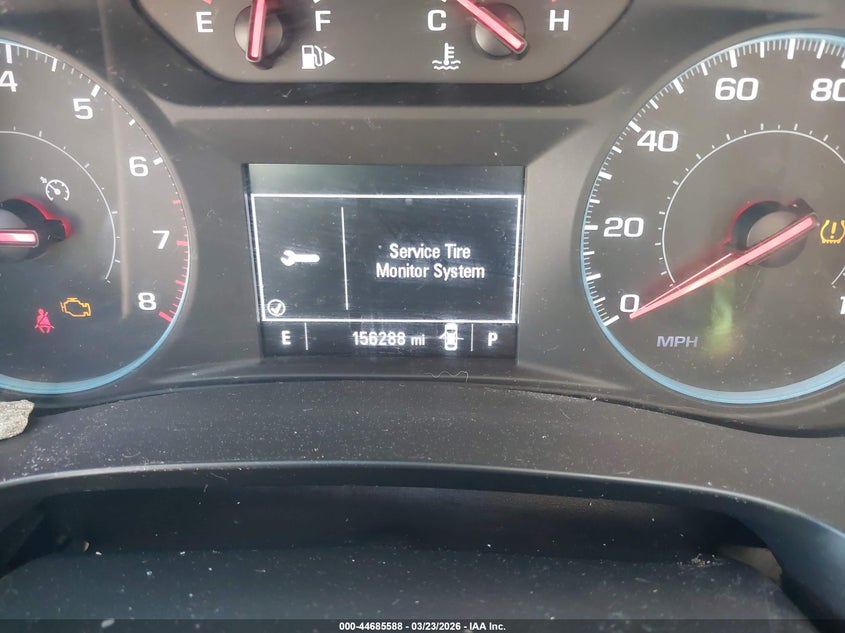 E F C H
4 5 6 7 8
Service Tire
Monitor System
E 156288 mi P
0 20 40 60 80
MPH
000-44685588 - 03/23/2026 - IAA Inc.